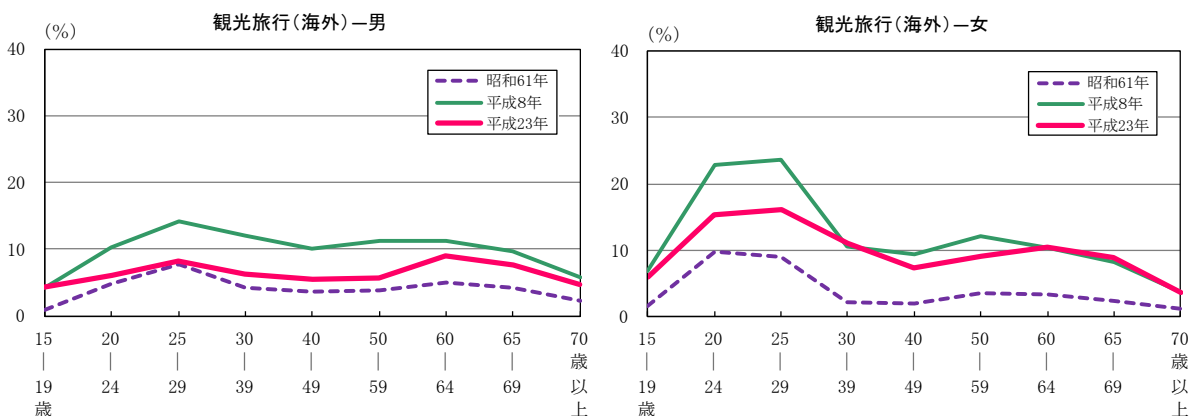 観光旅行(海外)―男
(%)
40
30
20
10
0
昭和61年
平成8年
平成23年
15 20 25 30 40 50 60 65 70
| | | | | | | | 歳
19 24 29 39 49 59 64 69 以
歳 上
観光旅行(海外)―女
(%)
40
30
20
10
0
昭和61年
平成8年
平成23年
15 20 25 30 40 50 60 65 70
| | | | | | | | 歳
19 24 29 39 49 59 64 69 以
歳 上